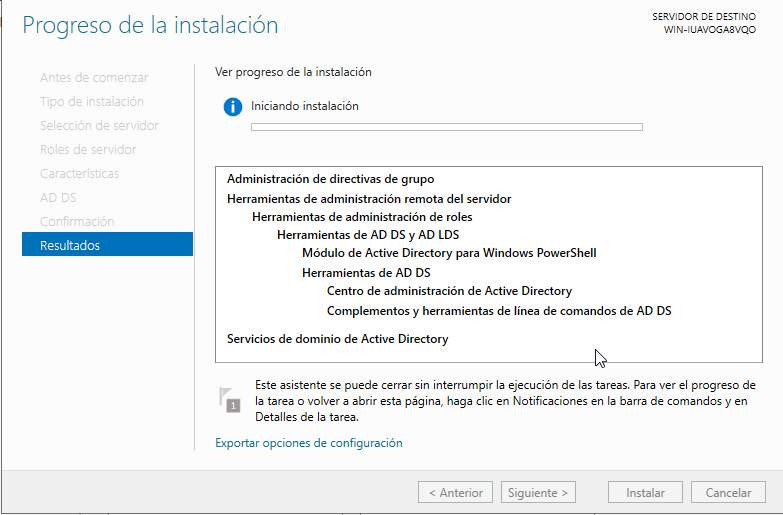 Progreso de la instalación
SERVIDOR DE DESTINO
WIN-IUAVOGA8VQO
Antes de comenzar
Tipo de instalación
Selección de servidor
Roles de servidor
Características
AD DS
Confirmación
Resultados
Ver progreso de la instalación
Iniciando instalación
Administración de directivas de grupo
Herramientas de administración remota del servidor
Herramientas de administración de roles
Herramientas de AD DS y AD LDS
Módulo de Active Directory para Windows PowerShell
Herramientas de AD DS
Centro de administración de Active Directory
Complementos y herramientas de línea de comandos de AD DS
Servicios de dominio de Active Directory
1
Este asistente se puede cerrar sin interrumpir la ejecución de las tareas. Para ver el progreso de
la tarea o volver a abrir esta página, haga clic en Notificaciones en la barra de comandos y en
Detalles de la tarea.
Exportar opciones de configuración
< Anterior
Siguiente >
Instalar
Cancelar